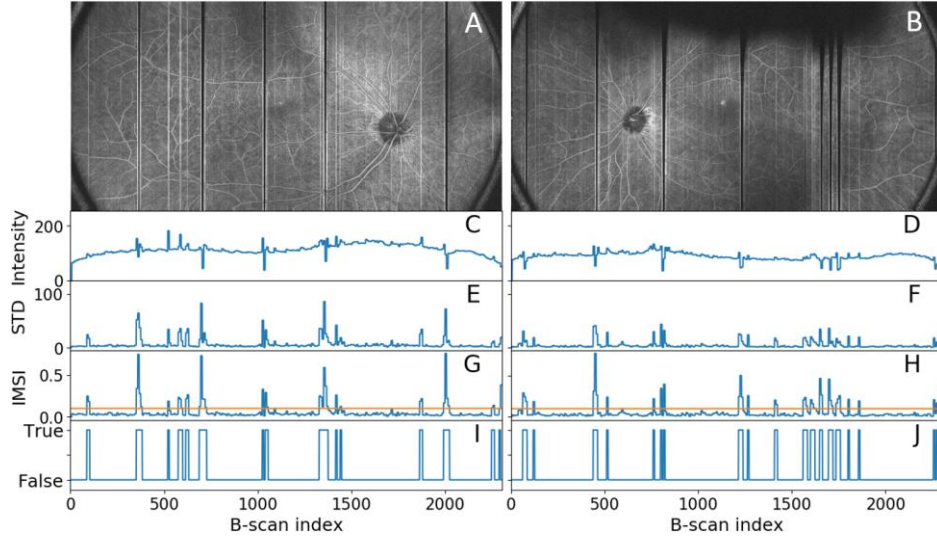 A B
C D
200
0
Intensity
E F
100
0
STD
G H
0.5
0.0
IMSI
I J
True
False
0 500 1000 1500 2000 0 500 1000 1500 2000
B-scan index B-scan index